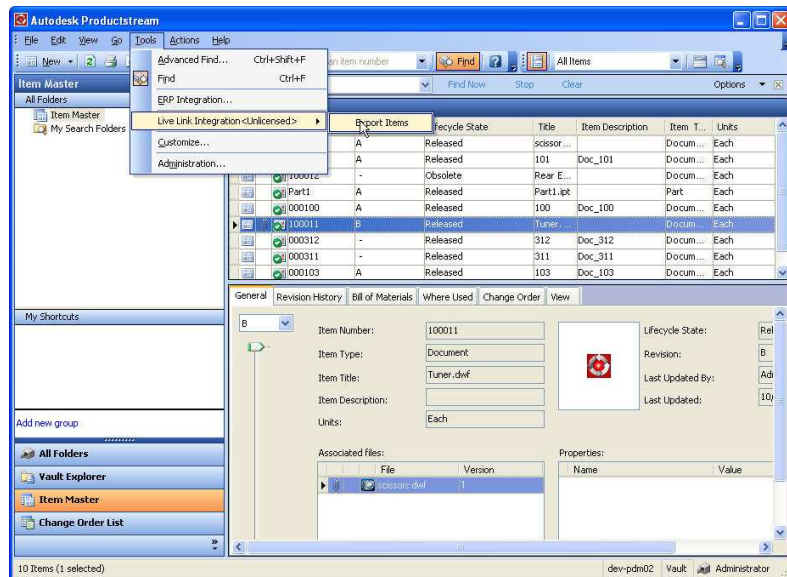 Autodesk Productstream
File Edit View Go Tools Actions Help
New Find All Items
Advanced Find... Ctrl+Shift+F
Find Ctrl+F
ERP Integration...
Live Link Integration<Unlicensed>
Export Items
Customize...
Administration...
an item number
Item Master
Find Now Stop Clear Options
All Folders
Item Master
My Search Folders
Lifecycle State Title Item Description Item T... Units
A Released scissor... Docum... Each
A Released 101 Doc_101 Docum... Each
100012 - Obsolete Rear E... Docum... Each
Part1 A Released Part1.ipt Part Each
000100 A Released 100 Doc_100 Docum... Each
100011 B Released Tuner.... Docum... Each
000312 - Released 312 Doc_312 Docum... Each
000311 - Released 311 Doc_311 Docum... Each
000103 A Released 103 Doc_103 Docum... Each
General Revision History Bill of Materials Where Used Change Order View
My Shortcuts
B
Item Number: 100011
Item Type: Document
Item Title: Tuner.dwf
Item Description:
Units: Each
Lifecycle State: Rel
Revision: B
Last Updated By: Adi
Last Updated: 10/
Associated files:
File Version
scissors.dwf 1
Properties:
Name Value
Add new group
All Folders
Vault Explorer
Item Master
Change Order List
10 Items (1 selected)
dev-pdm02 Vault Administrator